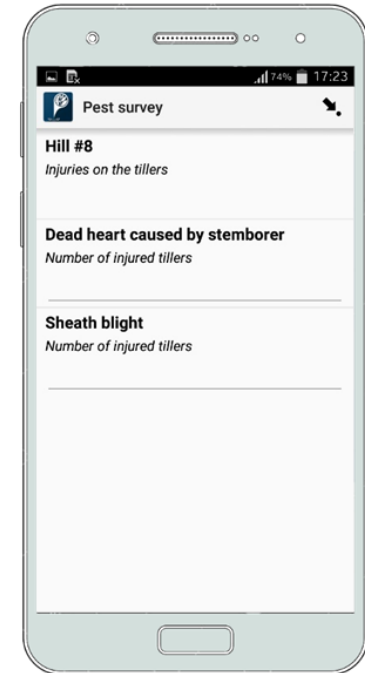 74% 17:23
Pest survey
Hill #8
Injuries on the tillers
Dead heart caused by stemborer
Number of injured tillers
Sheath blight
Number of injured tillers